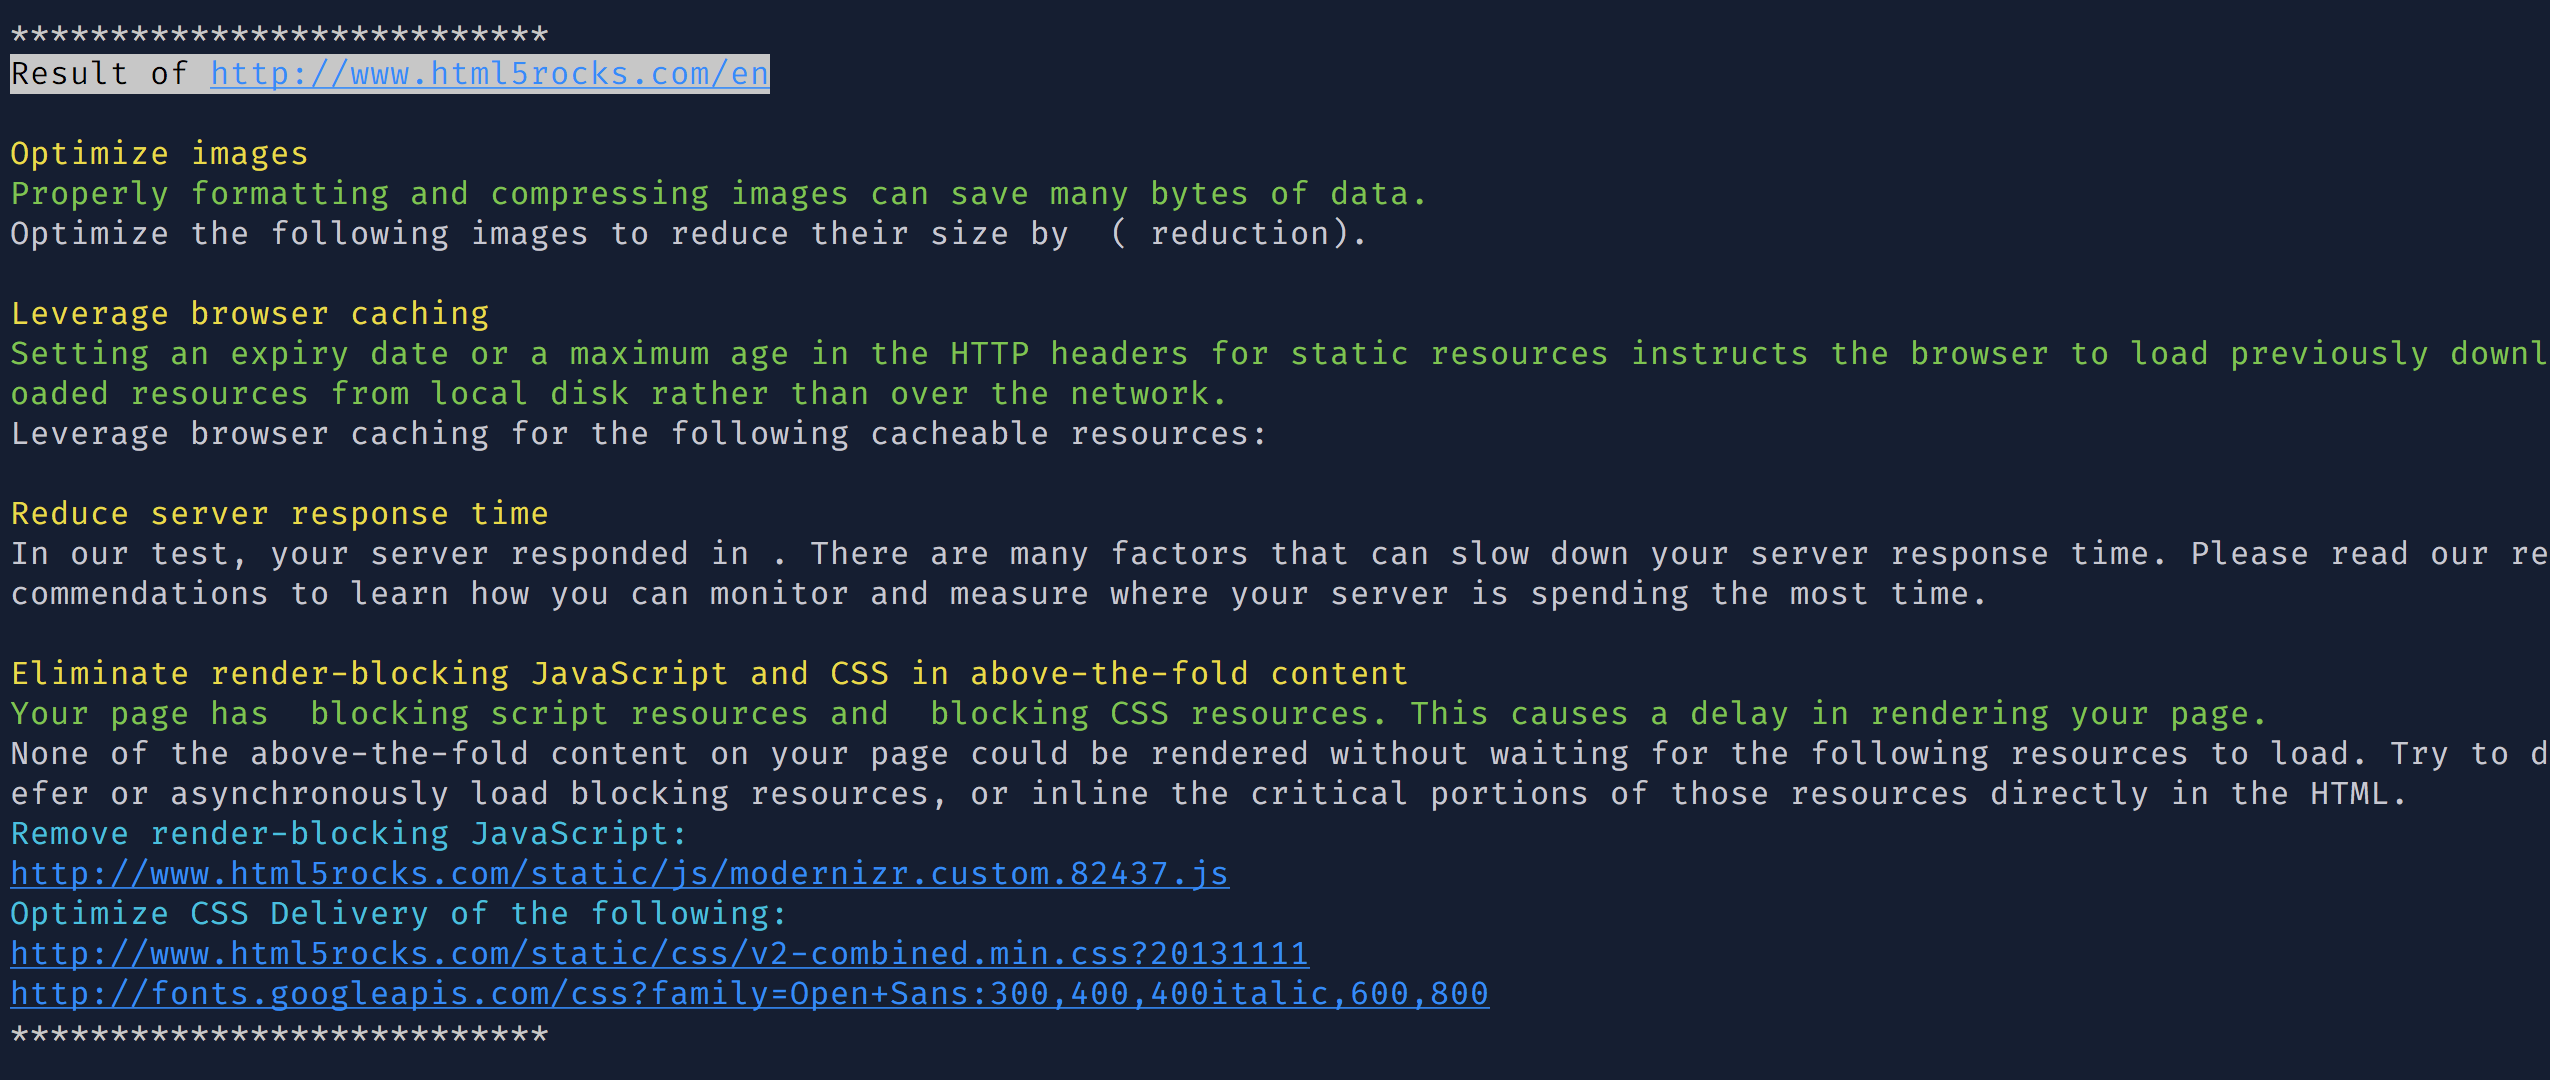 ***************************
Result of http://www.html5rocks.com/en
Optimize images
Properly formatting and compressing images can save many bytes of data.
Optimize the following images to reduce their size by  ( reduction).
Leverage browser caching
Setting an expiry date or a maximum age in the HTTP headers for static resources instructs the browser to load previously downl
oaded resources from local disk rather than over the network.
Leverage browser caching for the following cacheable resources:
Reduce server response time
In our test, your server responded in . There are many factors that can slow down your server response time. Please read our re
commendations to learn how you can monitor and measure where your server is spending the most time.
Eliminate render-blocking JavaScript and CSS in above-the-fold content
Your page has  blocking script resources and  blocking CSS resources. This causes a delay in rendering your page.
None of the above-the-fold content on your page could be rendered without waiting for the following resources to load. Try to d
efer or asynchronously load blocking resources, or inline the critical portions of those resources directly in the HTML.
Remove render-blocking JavaScript:
http://www.html5rocks.com/static/js/modernizr.custom.82437.js
Optimize CSS Delivery of the following:
http://www.html5rocks.com/static/css/v2-combined.min.css?20131111
http://fonts.googleapis.com/css?family=Open+Sans:300,400,400italic,600,800
***************************